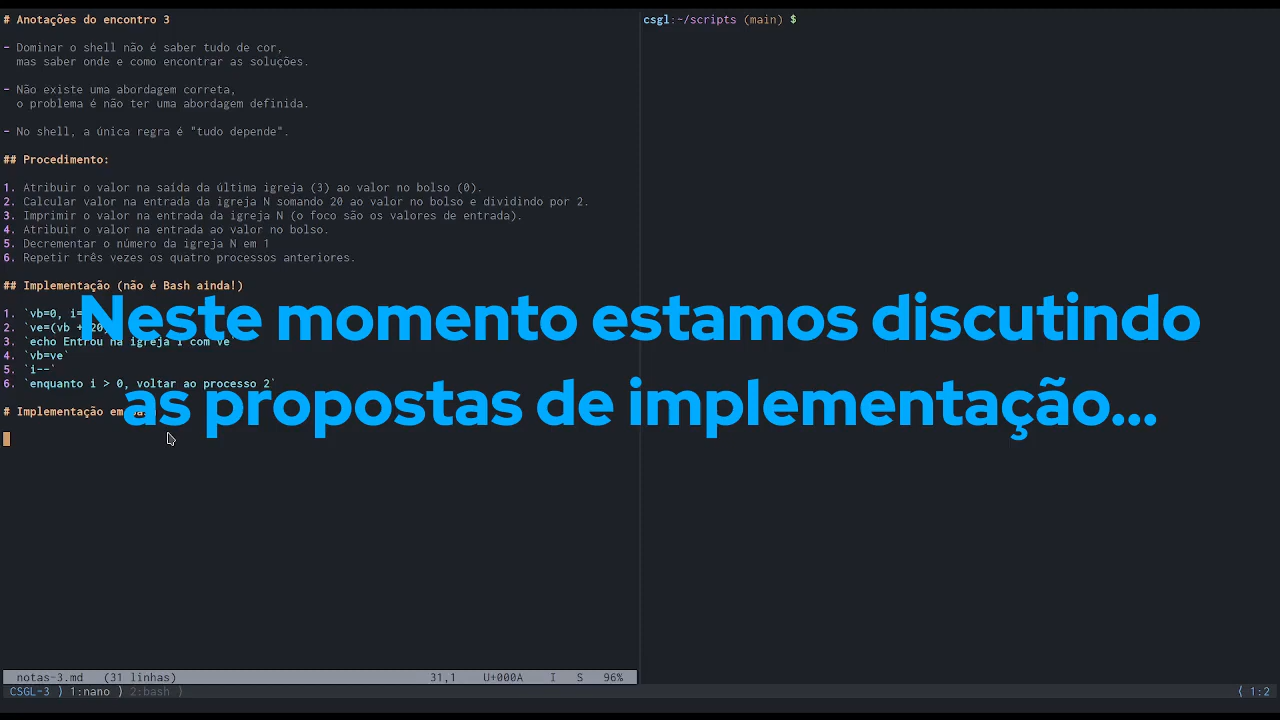 # Anotações do encontro 3
- Dominar o shell não é saber tudo de cor,
mas saber onde e como encontrar as soluções.
- Não existe uma abordagem correta,
o problema é não ter uma abordagem definida.
- No shell, a única regra é "tudo depende".
## Procedimento:
1. Atribuir o valor na saída da última igreja (3) ao valor no bolso (0).
2. Calcular valor na entrada da igreja N somando 20 ao valor no bolso e dividindo por 2.
3. Imprimir o valor na entrada da igreja N (o foco são os valores de entrada).
4. Atribuir o valor na entrada ao valor no bolso.
5. Decrementar o número da igreja N em 1
6. Repetir três vezes os quatro processos anteriores.
## Implementação (não é Bash ainda!)
1. `vb=0, i=
2. `ve=(vb + 20)
3. `echo Entrou na igreja i com ve`
4. `vb=ve`
5. `i--`
6. `enquanto i > 0, voltar ao processo 2`
# Implementação em
Neste momento estamos discutindo
as propostas de implementação...
notas-3.md (31 linhas) 31,1 U+000A I S 96%
CSGL-3 ⟩ 1:nano ⟩ 2:bash ⟩ ⟨ 1:2
csgl:~/scripts (main) $